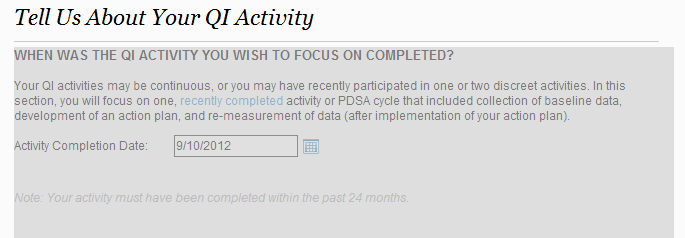 Tell Us About Your QI Activity
WHEN WAS THE QI ACTIVITY YOU WISH TO FOCUS ON COMPLETED?
Your QI activities may be continuous, or you may have recently participated in one or two discreet activities. In this
section, you will focus on one, recently completed activity or PDSA cycle that included collection of baseline data,
development of an action plan, and re-measurement of data (after implementation of your action plan).
Activity Completion Date: 9/10/2012
Note: Your activity must have been completed within the past 24 months.